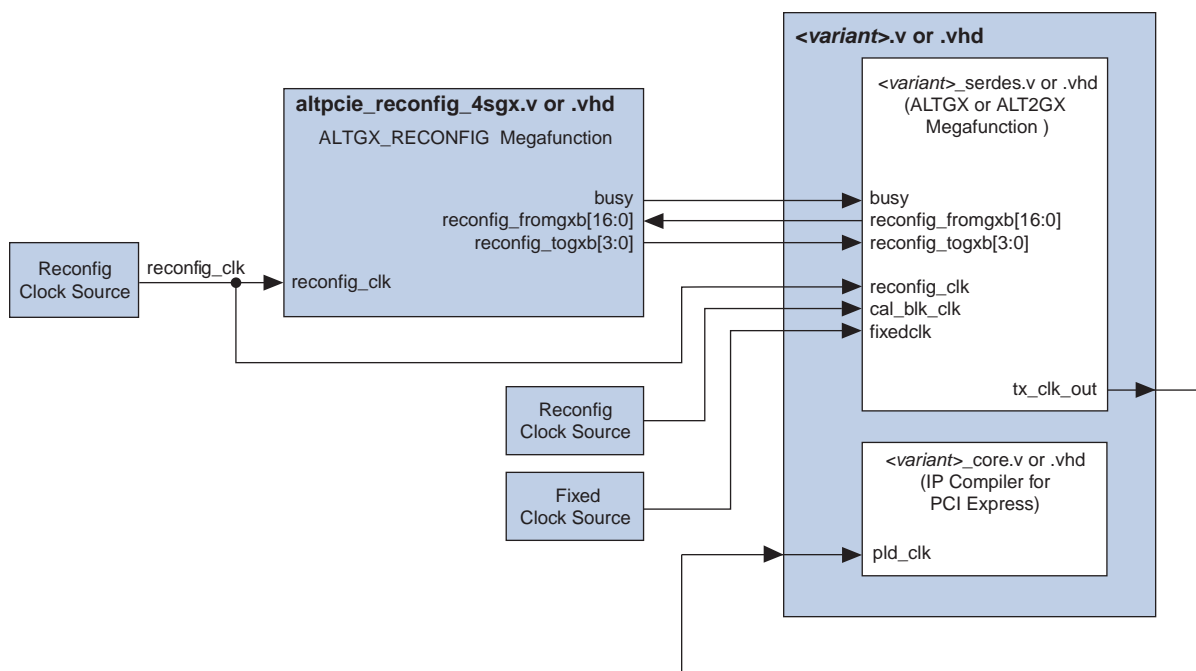 <variant>.v or .vhd
<variant>_serdes.v or .vhd
(ALTGX or ALT2GX
Megafunction )
altpcie_reconfig_4sgx.v or .vhd
ALTGX_RECONFIG Megafunction
busy
reconfig_fromgxb[16:0]
reconfig_togxb[3:0]
busy
reconfig_fromgxb[16:0]
reconfig_togxb[3:0]
Reconfig
Clock Source
reconfig_clk
reconfig_clk
reconfig_clk
cal_blk_clk
fixedclk
tx_clk_out
Reconfig
Clock Source
Fixed
Clock Source
<variant>_core.v or .vhd
(IP Compiler for
PCI Express)
pld_clk